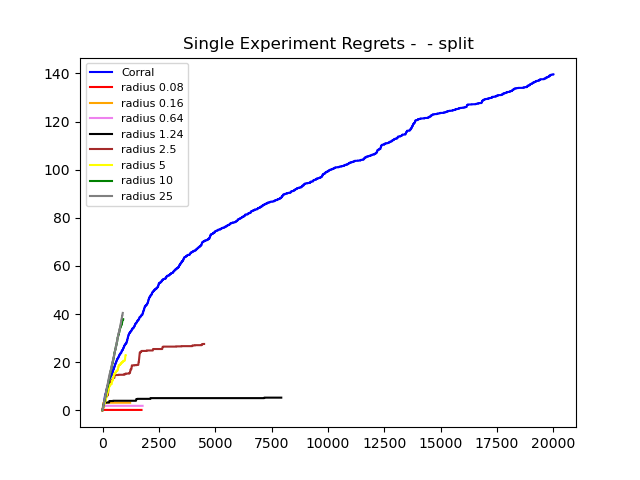 Single Experiment Regrets -  - split
Corral
radius 0.08
radius 0.16
radius 0.64
radius 1.24
radius 2.5
radius 5
radius 10
radius 25
140
120
100
80
60
40
20
0
0 2500 5000 7500 10000 12500 15000 17500 20000